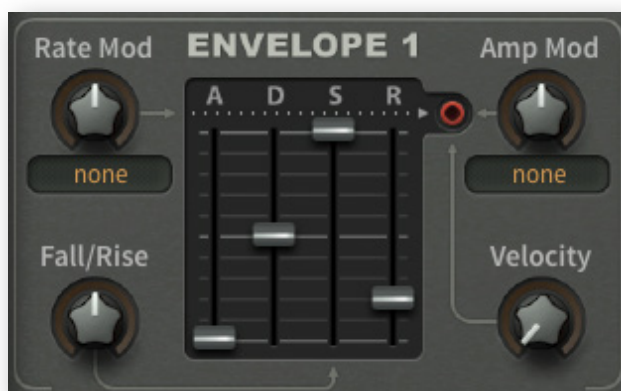 Rate Mod
ENVELOPE 1
Amp Mod
A D S R
none
none
Fall/Rise
Velocity